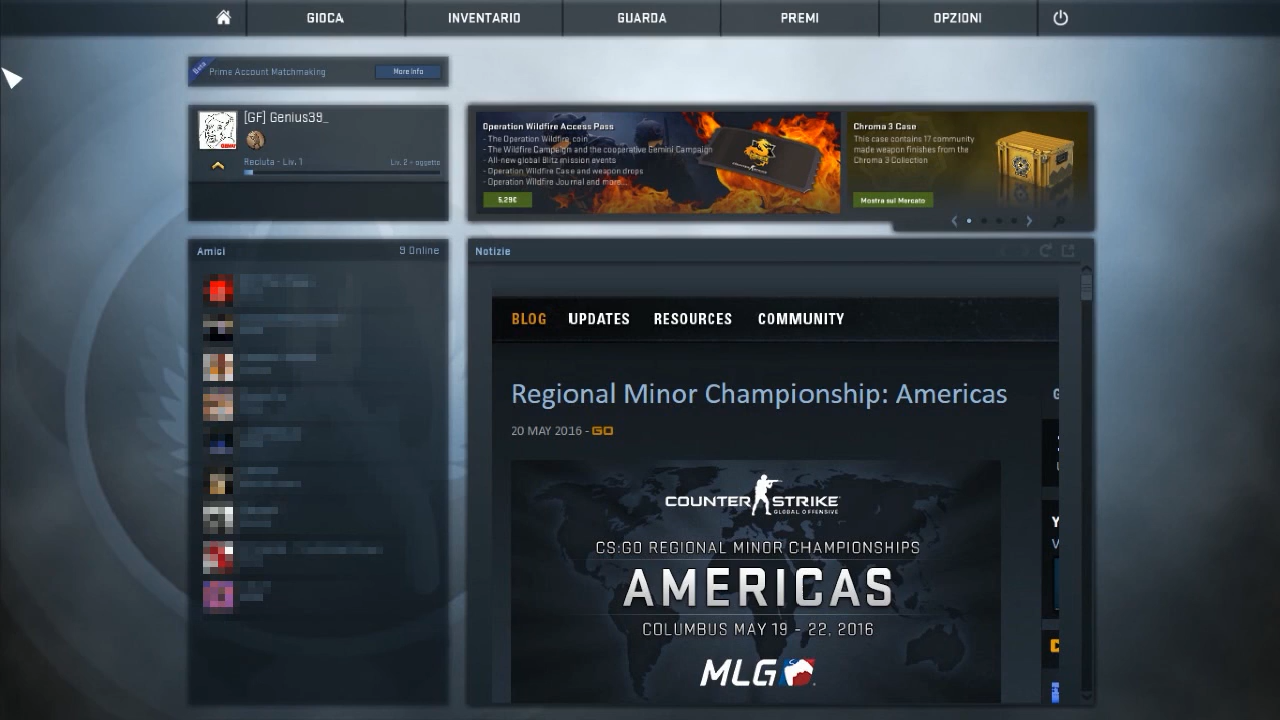 GIOCA
INVENTARIO
GUARDA
PREMI
OPZIONI
Beta
Prime Account Matchmaking
More Info
[GF] Genius39_
Recluta - Liv. 1
Liv. 2 = oggetto
Operation Wildfire Access Pass
- The Operation Wildfire coin
- The Wildfire Campaign and the cooperative Gemini Campaign
- All-new global Blitz mission events
- Operation Wildfire Case and weapon drops
- Operation Wildfire Journal and more...
5,29€
Chroma 3 Case
This case contains 17 community
made weapon finishes from the
Chroma 3 Collection
Mostra sul Mercato
Amici
9 Online
Notizie
BLOG
UPDATES
RESOURCES
COMMUNITY
Regional Minor Championship: Americas
20 MAY 2016 - GO
COUNTER STRIKE
GLOBAL OFFENSIVE
CS:GO REGIONAL MINOR CHAMPIONSHIPS
AMERICAS
COLUMBUS MAY 19 - 22, 2016
MLG